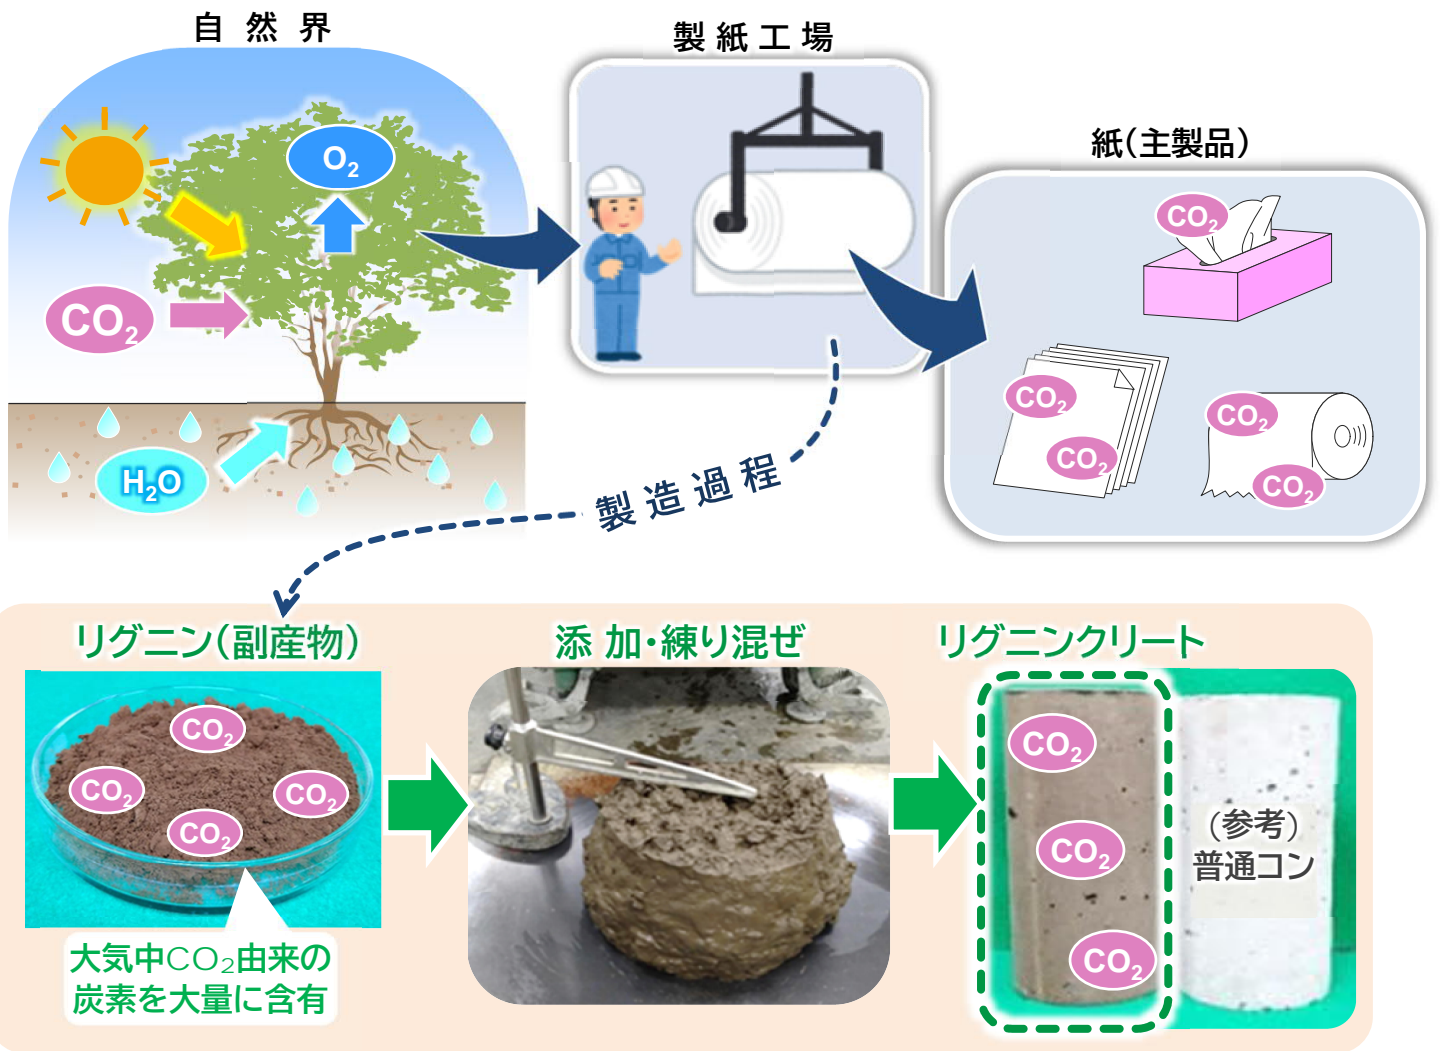 自然界
製紙工場
紙(主製品)
O₂
CO₂
H₂O
CO₂
CO₂
CO₂
CO₂
CO₂
製造過程
リグニン(副産物)
添加・練り混ぜ
リグニンクリート
CO₂
CO₂
CO₂
CO₂
大気中CO₂由来の
炭素を大量に含有
CO₂
CO₂
CO₂
(参考)
普通コン